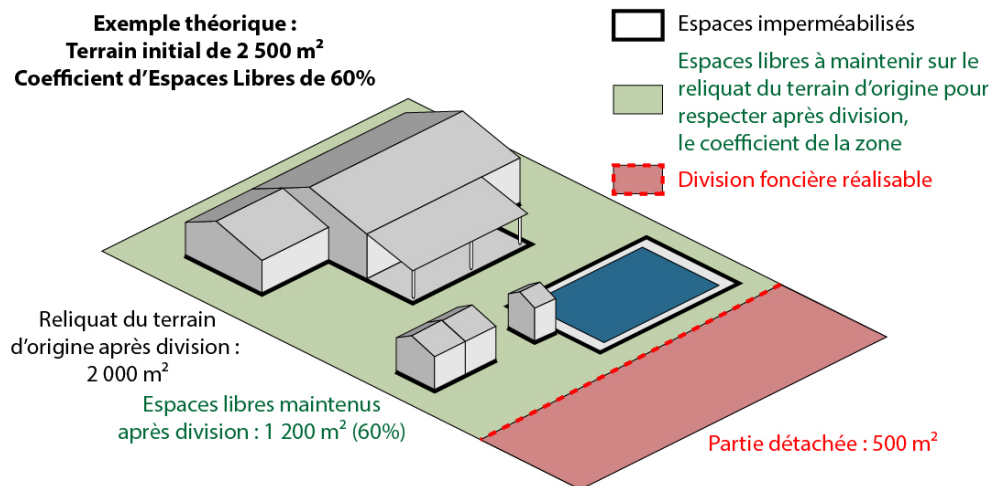 Exemple théorique :
Terrain initial de 2 500 m²
Coefficient d'Espaces Libres de 60%
Espaces imperméabilisés
Espaces libres à maintenir sur le
reliquat du terrain d'origine pour
respecter après division,
le coefficient de la zone
Division foncière réalisable
Reliquat du terrain
d'origine après division :
2 000 m²
Espaces libres maintenus
après division : 1 200 m² (60%)
Partie détachée : 500 m²